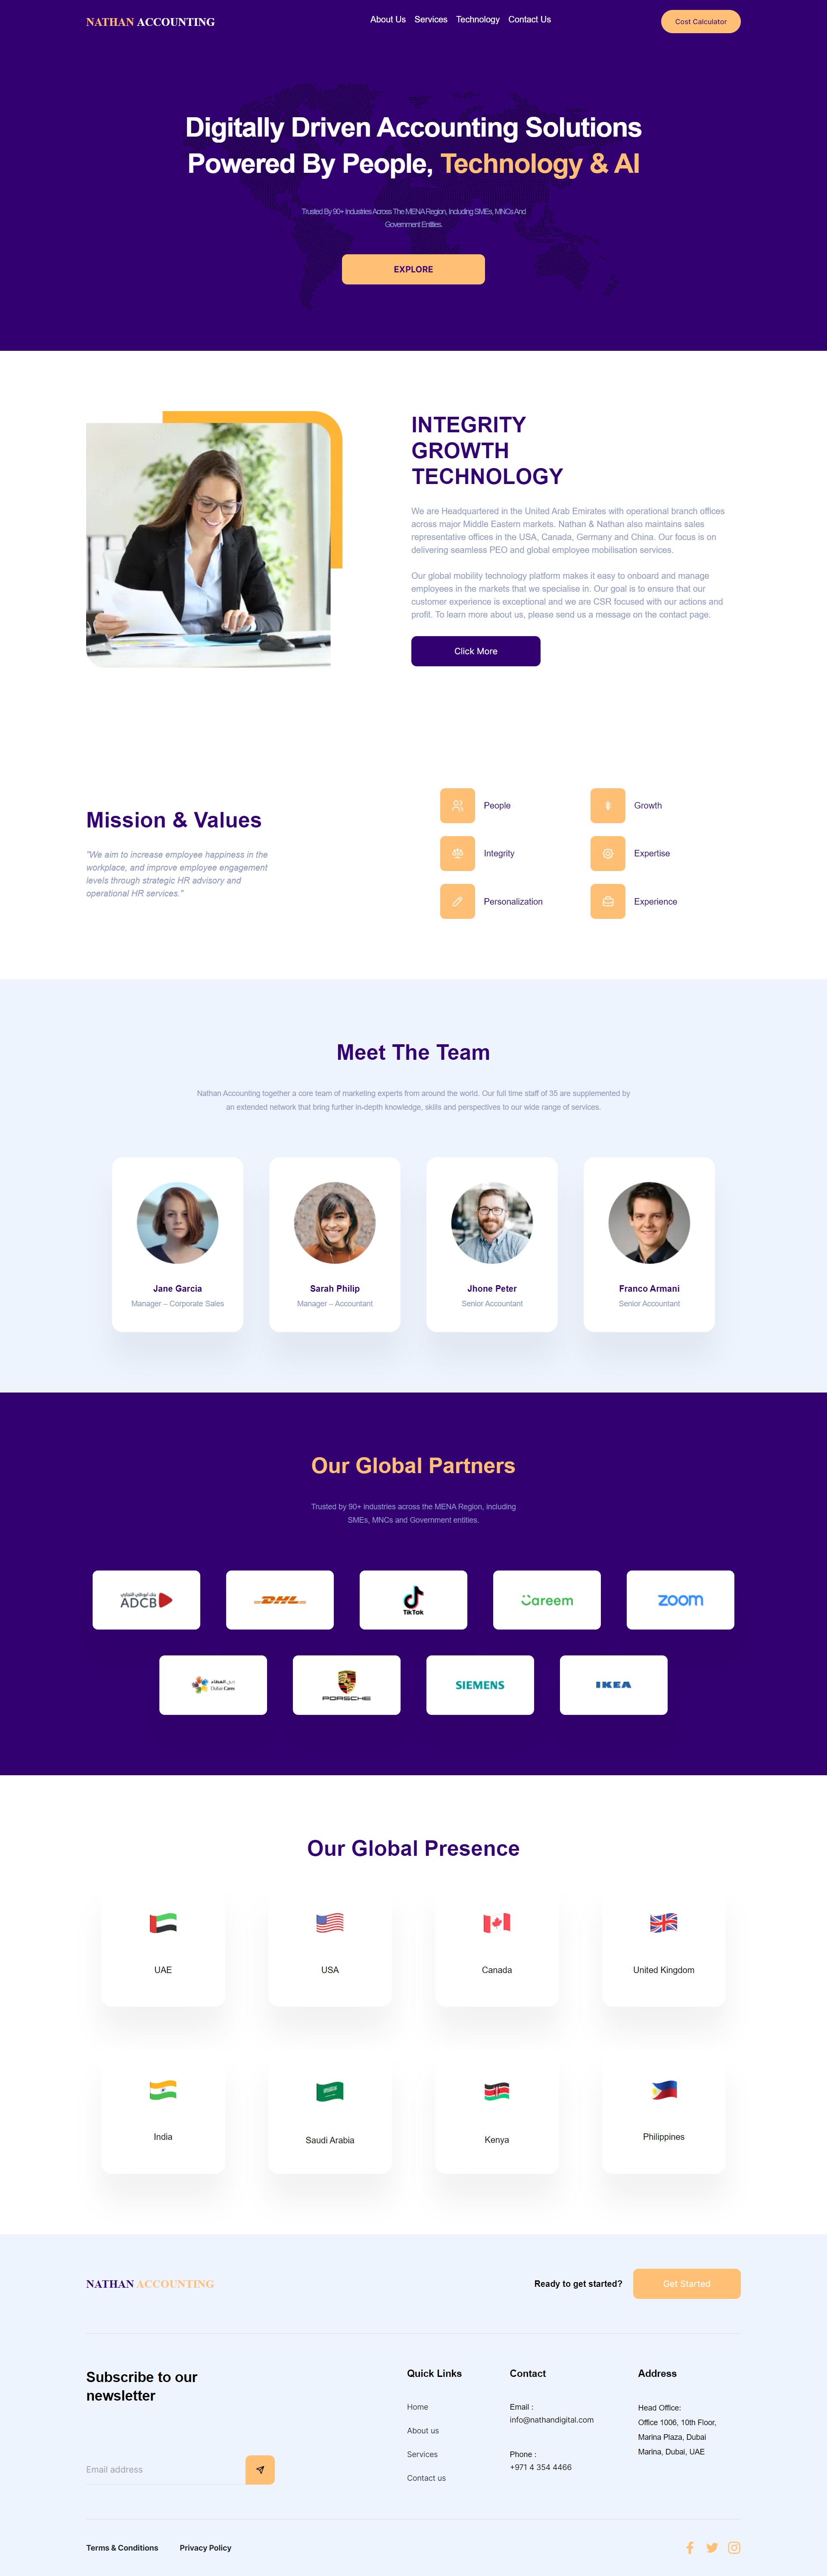 NATHAN ACCOUNTING
About Us
Services
Technology
Contact Us
Cost Calculator
Digitally Driven Accounting Solutions
Powered By People, Technology & AI
Trusted By 90+ Industries Across The MENA Region, Including SMEs, MNCs And
Government Entities.
EXPLORE
INTEGRITY
GROWTH
TECHNOLOGY
We are Headquartered in the United Arab Emirates with operational branch offices
across major Middle Eastern markets. Nathan & Nathan also maintains sales
representative offices in the USA, Canada, Germany and China. Our focus is on
delivering seamless PEO and global employee mobilisation services.
Our global mobility technology platform makes it easy to onboard and manage
employees in the markets that we specialise in. Our goal is to ensure that our
customer experience is exceptional and we are CSR focused with our actions and
profit. To learn more about us, please send us a message on the contact page.
Click More
Mission & Values
"We aim to increase employee happiness in the
workplace, and improve employee engagement
levels through strategic HR advisory and
operational HR services."
People
Growth
Integrity
Expertise
Personalization
Experience
Meet The Team
Nathan Accounting together a core team of marketing experts from around the world. Our full time staff of 35 are supplemented by
an extended network that bring further in-depth knowledge, skills and perspectives to our wide range of services.
Jane Garcia
Manager – Corporate Sales
Sarah Philip
Manager – Accountant
Jhone Peter
Senior Accountant
Franco Armani
Senior Accountant
Our Global Partners
Trusted by 90+ industries across the MENA Region, including
SMEs, MNCs and Government entities.
بنك أبوظبي التجاري
ADCB
DHL
TikTok
Careem
zoom
Dubai Cares
PORSCHE
SIEMENS
IKEA
Our Global Presence
UAE
USA
Canada
United Kingdom
India
Saudi Arabia
Kenya
Philippines
NATHAN ACCOUNTING
Ready to get started?
Get Started
Subscribe to our
newsletter
Email address
Quick Links
Home
About us
Services
Contact us
Contact
Email :
info@nathandigital.com
Phone :
+971 4 354 4466
Address
Head Office:
Office 1006, 10th Floor,
Marina Plaza, Dubai
Marina, Dubai, UAE
Terms & Conditions
Privacy Policy